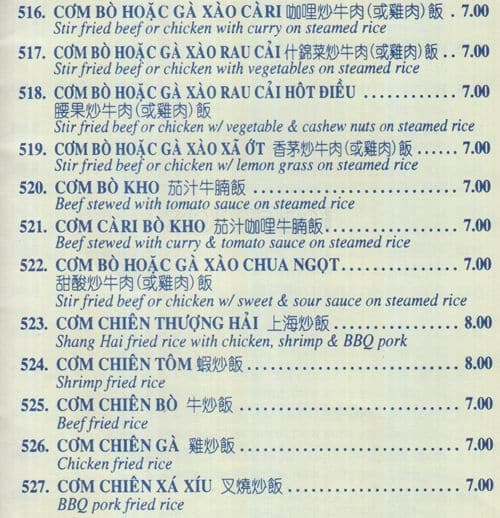 516. CƠM BÒ HOẶC GÀ XÀO CÀRI 咖哩炒牛肉(或雞肉)飯 . 7.00
Stir fried beef or chicken with curry on steamed rice
517. CƠM BÒ HOẶC GÀ XÀO RAU CẢI 什錦菜炒牛肉(或雞肉)飯 .. 7.00
Stir fried beef or chicken with vegetables on steamed rice
518. CƠM BÒ HOẶC GÀ XÀO RAU CẢI HÔT ĐIỀU ............ 7.00
腰果炒牛肉(或雞肉)飯
Stir fried beef or chicken w/ vegetable & cashew nuts on steamed rice
519. CƠM BÒ HOẶC GÀ XÀO XÃ ỚT 香茅炒牛肉(或雞肉)飯 ...... 7.00
Stir fried beef or chicken w/ lemon grass on steamed rice
520. CƠM BÒ KHO 茄汁牛腩飯 ........................... 7.00
Beef stewed with tomato sauce on steamed rice
521. CƠM CÀRI BÒ KHO 茄汁咖哩牛腩飯.................. 7.00
Beef stewed with curry & tomato sauce on steamed rice
522. CƠM BÒ HOẶC GÀ XÀO CHUA NGỌT................ 7.00
甜酸炒牛肉(或雞肉)飯
Stir fried beef or chicken w/ sweet & sour sauce on steamed rice
523. CƠM CHIÊN THƯỢNG HẢI 上海炒飯 ................. 8.00
Shang Hai fried rice with chicken, shrimp & BBQ pork
524. CƠM CHIÊN TÔM 蝦炒飯 .......................... 8.00
Shrimp fried rice
525. CƠM CHIÊN BÒ 牛炒飯 ............................ 7.00
Beef fried rice
526. CƠM CHIÊN GÀ 雞炒飯 ............................ 7.00
Chicken fried rice
527. CƠM CHIÊN XÁ XÍU 叉燒炒飯 ...................... 7.00
BBQ pork fried rice